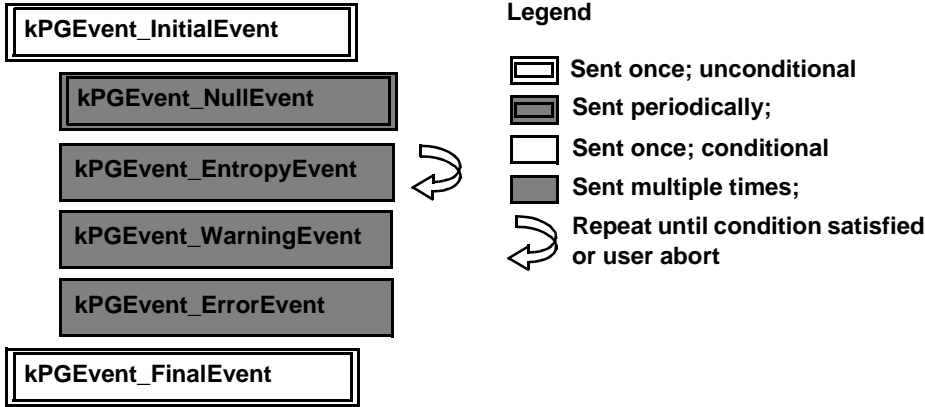 kPGEvent_InitialEvent
kPGEvent_NullEvent
kPGEvent_EntropyEvent
kPGEvent_WarningEvent
kPGEvent_ErrorEvent
kPGEvent_FinalEvent
Legend
Sent once; unconditional
Sent periodically;
Sent once; conditional
Sent multiple times;
Repeat until condition satisfied
or user abort